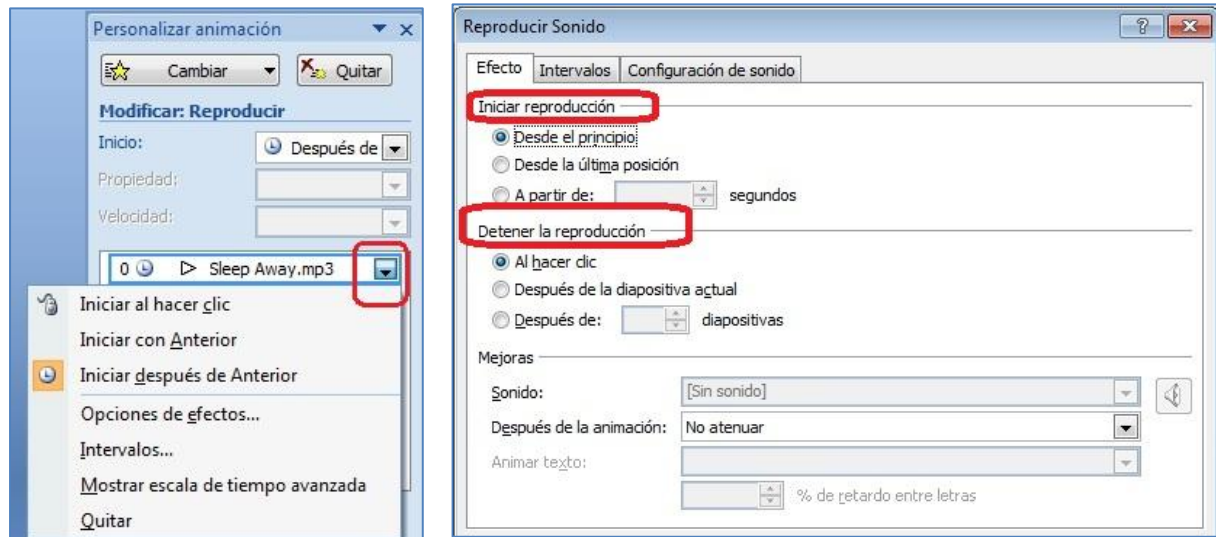 Personalizar animación
Cambiar
Quitar
Modificar: Reproducir
Inicio:
Después de
Propiedad:
Velocidad:
0 Sleep Away.mp3
Iniciar al hacer clic
Iniciar con Anterior
Iniciar después de Anterior
Opciones de efectos...
Intervalos...
Mostrar escala de tiempo avanzada
Quitar
Reproducir Sonido
Efecto Intervalos Configuración de sonido
Iniciar reproducción
Desde el principio
Desde la última posición
A partir de: segundos
Detener la reproducción
Al hacer clic
Después de la diapositiva actual
Después de: diapositivas
Mejoras
Sonido: [Sin sonido]
Después de la animación: No atenuar
Animar texto:
% de retardo entre letras